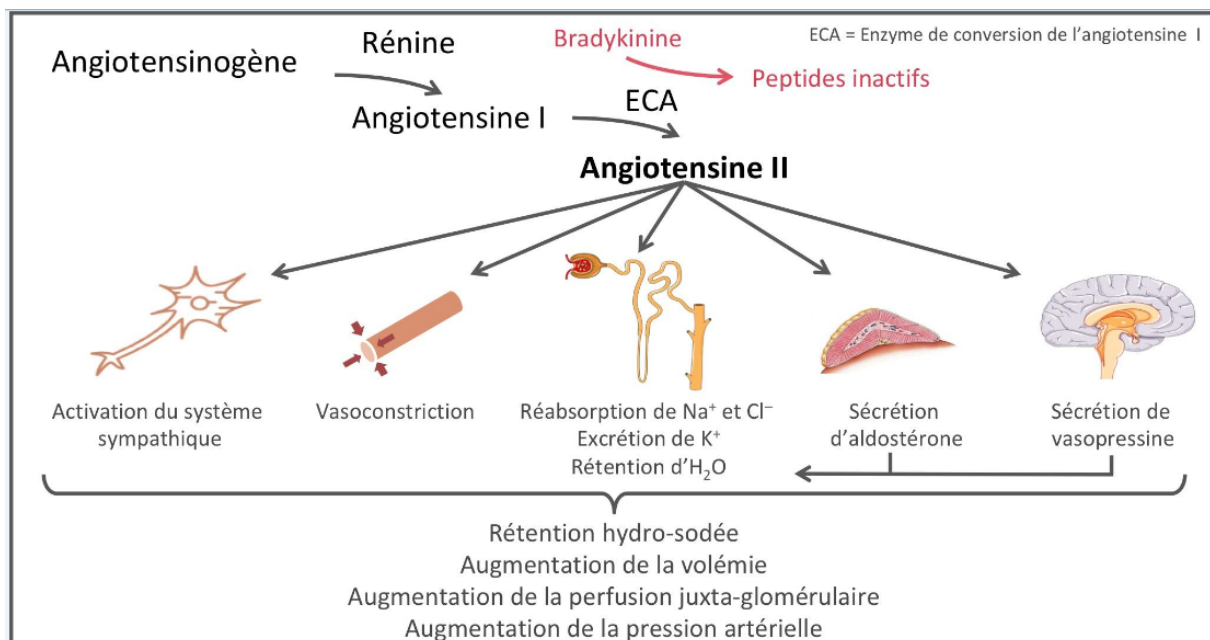 Angiotensinogène
Rénine
Bradykinine
ECA = Enzyme de conversion de l'angiotensine I
Peptides inactifs
Angiotensine I
ECA
Angiotensine II
Activation du système
sympathique
Vasoconstriction
Réabsorption de Na⁺ et Cl⁻
Excrétion de K⁺
Rétention d'H₂O
Sécrétion
d'aldostérone
Sécrétion de
vasopressine
Rétention hydro-sodée
Augmentation de la volémie
Augmentation de la perfusion juxta-glomérulaire
Augmentation de la pression artérielle